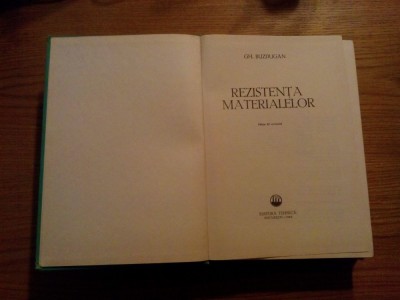 GH. BUZDUGAN
REZISTENȚA
MATERIALELOR
EDITURA TEHNICĂ